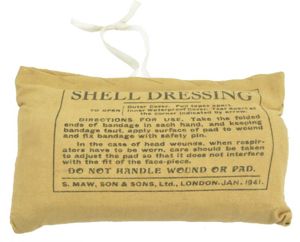 SHELL DRESSING
TO OPEN { Outer Cover. Pull tapes apart.
Inner Waterproof Cover. Tear apart at
the corner indicated by arrow.
DIRECTIONS FOR USE. Take the folded
ends of bandage in each hand, and keeping
bandage taut, apply surface of pad to wound
and fix bandage with safety pin.
In the case of head wounds, when respir-
ators have to be worn, care should be taken
to adjust the pad so that it does not interfere
with the fit of the face-piece.
DO NOT HANDLE WOUND OR PAD.
S. MAW, SON & SONS, Ltd., LONDON. JAN. 1941.